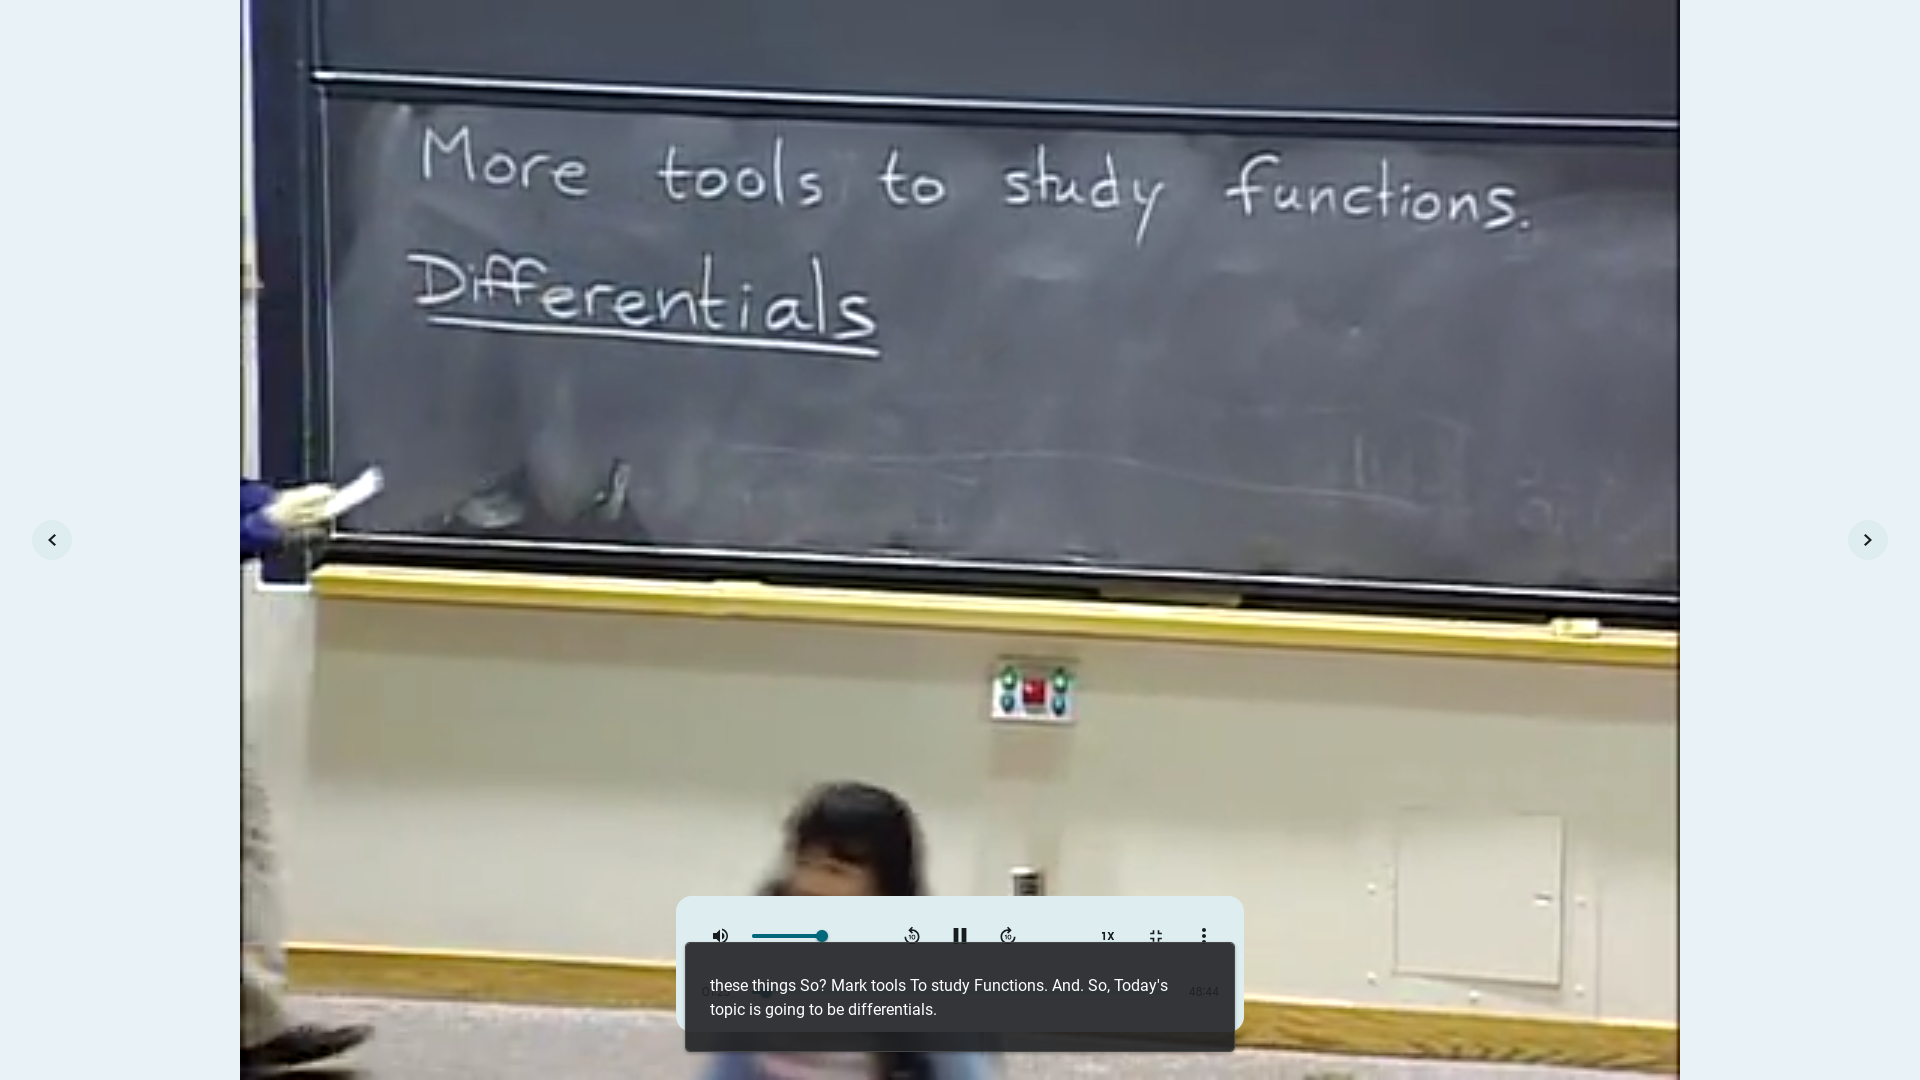 More tools to study functions.
Differentials
1X
these things So? Mark tools To study Functions. And. So, Today's
topic is going to be differentials.
48:44